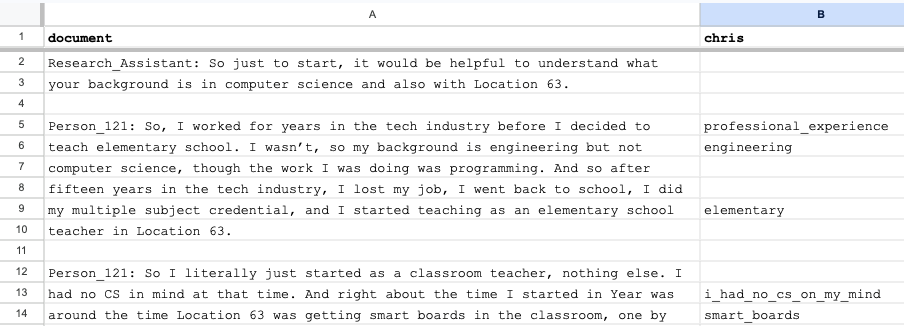 A B
1 document chris
2 Research_Assistant: So just to start, it would be helpful to understand what
3 your background is in computer science and also with Location 63.
4
5 Person_121: So, I worked for years in the tech industry before I decided to professional_experience
6 teach elementary school. I wasn’t, so my background is engineering but not engineering
7 computer science, though the work I was doing was programming. And so after
8 fifteen years in the tech industry, I lost my job, I went back to school, I did
9 my multiple subject credential, and I started teaching as an elementary school elementary
10 teacher in Location 63.
11
12 Person_121: So I literally just started as a classroom teacher, nothing else. I
13 had no CS in mind at that time. And right about the time I started in Year was i_had_no_cs_on_my_mind
14 around the time Location 63 was getting smart boards in the classroom, one by smart_boards